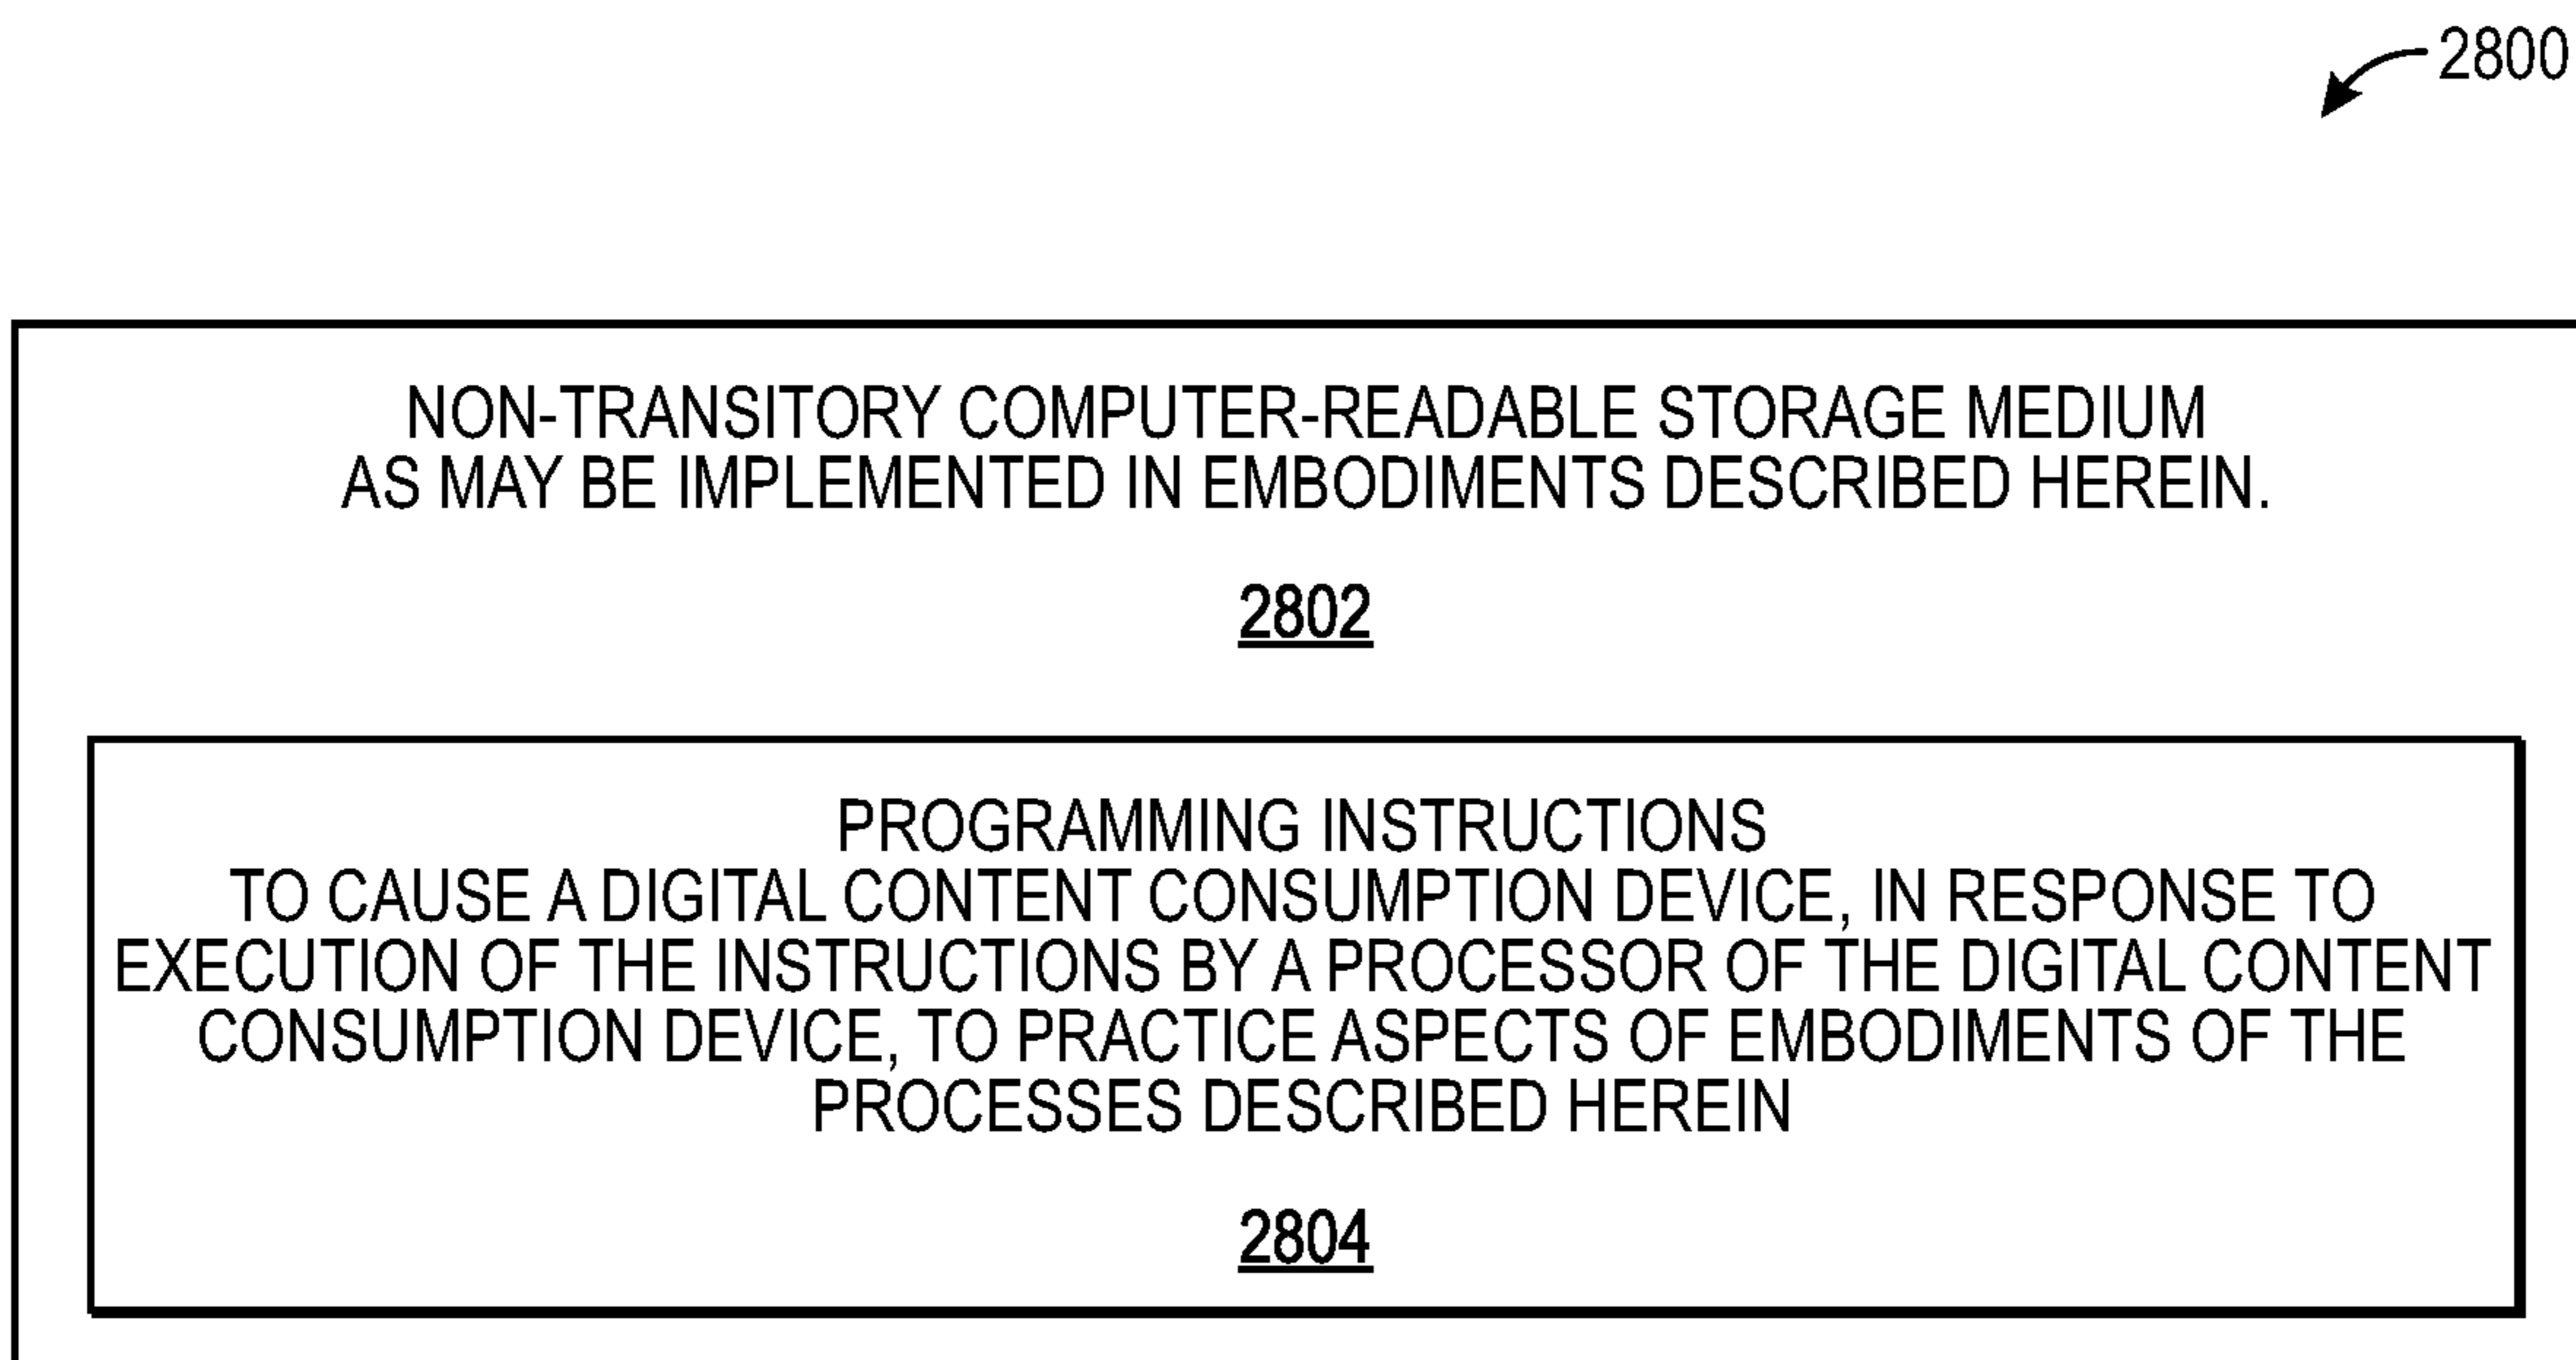 2800
NON-TRANSITORY COMPUTER-READABLE STORAGE MEDIUM
AS MAY BE IMPLEMENTED IN EMBODIMENTS DESCRIBED HEREIN.
2802
PROGRAMMING INSTRUCTIONS
TO CAUSE A DIGITAL CONTENT CONSUMPTION DEVICE, IN RESPONSE TO
EXECUTION OF THE INSTRUCTIONS BY A PROCESSOR OF THE DIGITAL CONTENT
CONSUMPTION DEVICE, TO PRACTICE ASPECTS OF EMBODIMENTS OF THE
PROCESSES DESCRIBED HEREIN
2804